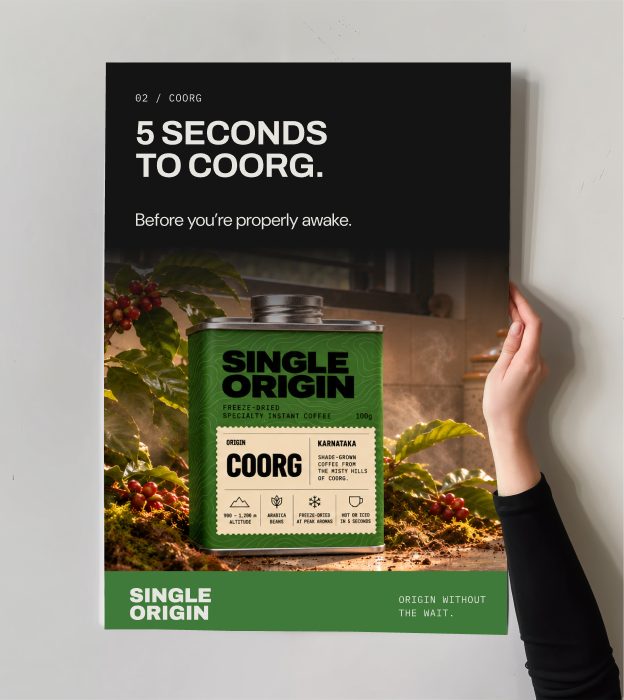 02 / COORG
5 SECONDS
TO COORG.
Before you're properly awake.
SINGLE
ORIGIN
FREEZE-DRIED
SPECIALTY INSTANT COFFEE 100g
ORIGIN
COORG
KARNATAKA
SHADE-GROWN
COFFEE FROM
THE MISTY HILLS
OF COORG.
900 – 1,200 m
ALTITUDE
ARABICA
BEANS
FREEZE-DRIED
AT PEAK AROMAS
HOT OR ICED
IN 5 SECONDS
SINGLE
ORIGIN
ORIGIN WITHOUT
THE WAIT.